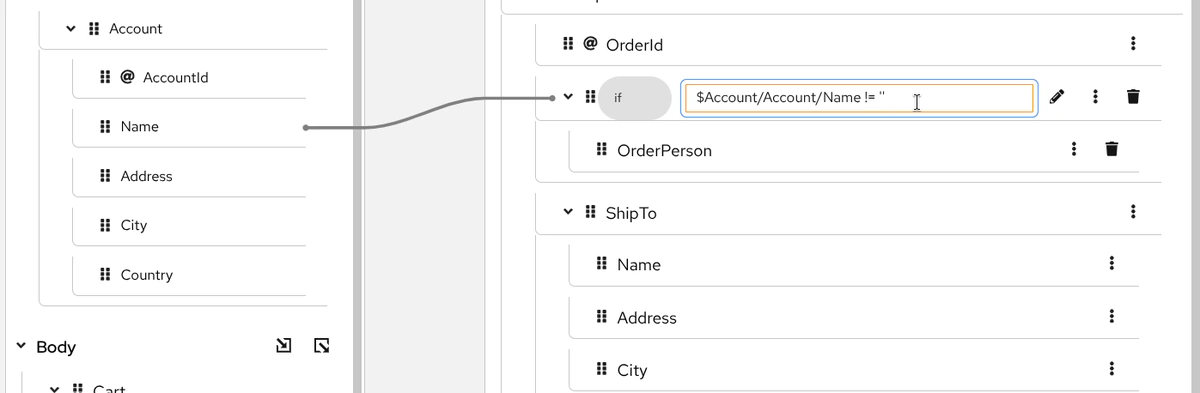 Account
@ AccountId
Name
Address
City
Country
Body
Cart
@ OrderId
if $Account/Account/Name != ''
OrderPerson
ShipTo
Name
Address
City